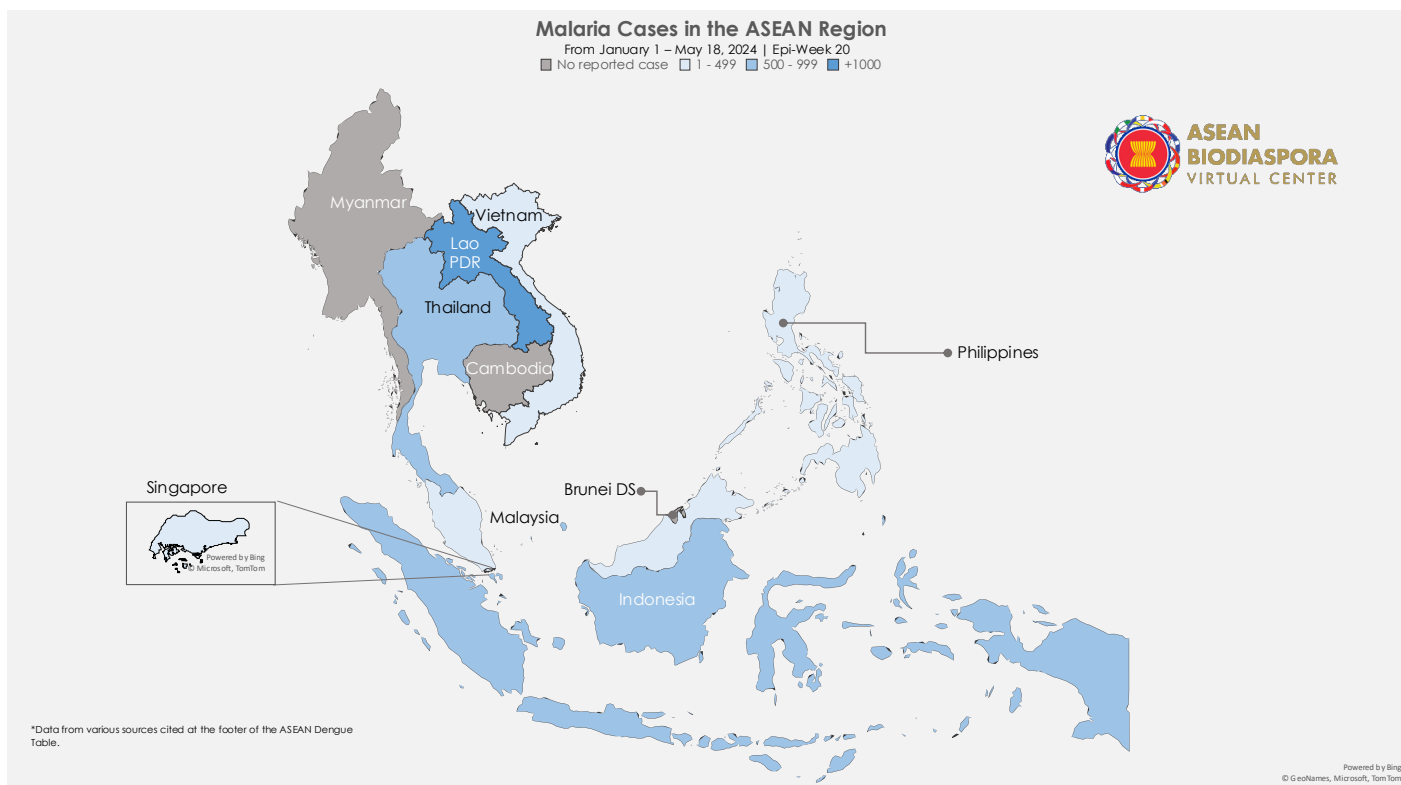 Malaria Cases in the ASEAN Region
From January 1 – May 18, 2024 | Epi-Week 20
No reported case 1 - 499 500 - 999 +1000
ASEAN
BIODIASPORA
VIRTUAL CENTER
Myanmar
Vietnam
Lao
PDR
Thailand
Cambodia
Philippines
Singapore
Brunei DS
Malaysia
Powered by Bing
© Microsoft, TomTom
Indonesia
*Data from various sources cited at the footer of the ASEAN Dengue
Table.
Powered by Bing
© GeoNames, Microsoft, TomTom